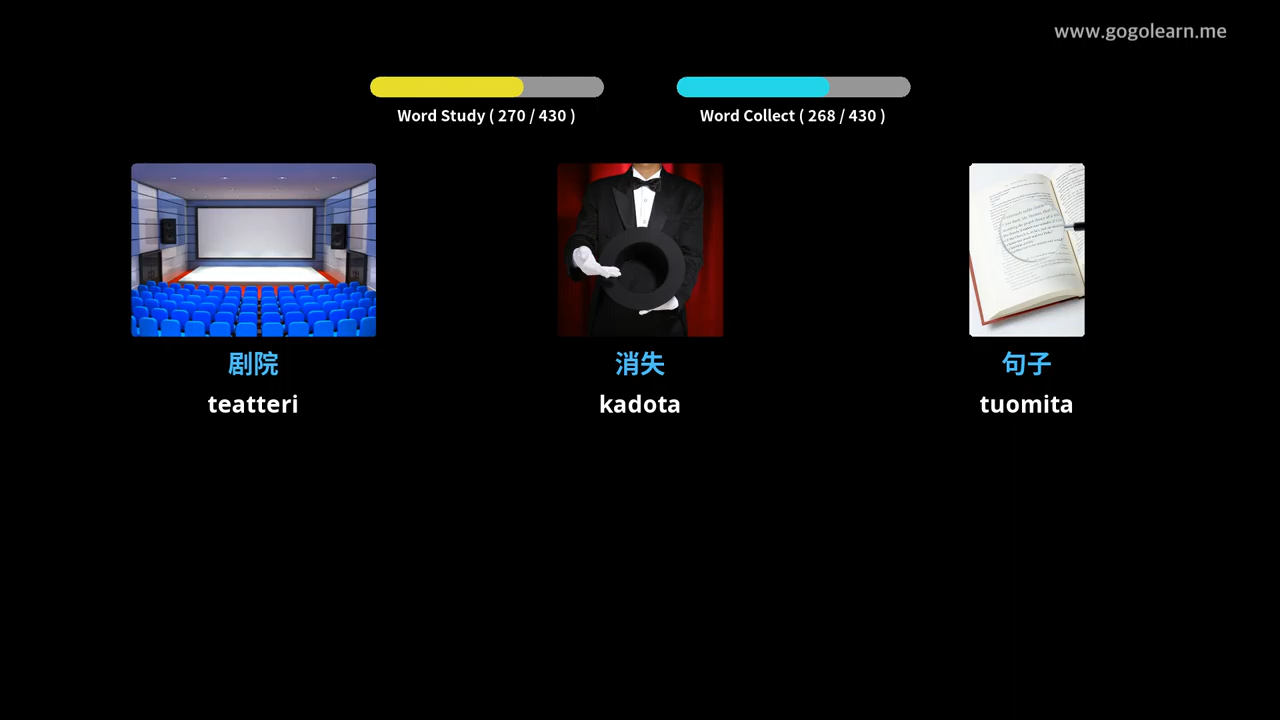 www.gogolearn.me
Word Study ( 270 / 430 )
Word Collect ( 268 / 430 )
剧院
消失
句子
teatteri
kadota
tuomita